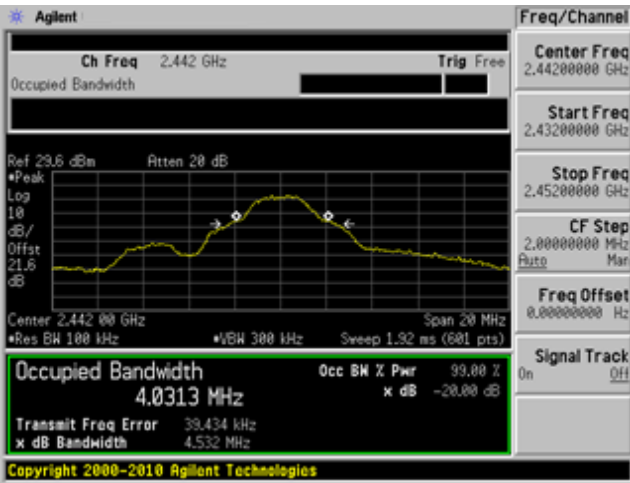 Agilent
Freq/Channel
Ch Freq 2.442 GHz Trig Free
Occupied Bandwidth
Center Freq
2.44200000 GHz
Start Freq
2.43200000 GHz
Stop Freq
2.45200000 GHz
CF Step
2.00000000 MHz
Auto Man
Freq Offset
0.00000000 Hz
Signal Track
On Off
Ref 29.6 dBm Atten 20 dB
•Peak
Log
10
dB/
Offst
21.6
dB
Center 2.442 00 GHz Span 20 MHz
•Res BW 100 kHz •VBW 300 kHz Sweep 1.92 ms (601 pts)
Occupied Bandwidth
4.0313 MHz
Occ BW % Pwr 99.00 %
x dB -20.00 dB
Transmit Freq Error 39.434 kHz
x dB Bandwidth 4.532 MHz
Copyright 2000-2010 Agilent Technologies